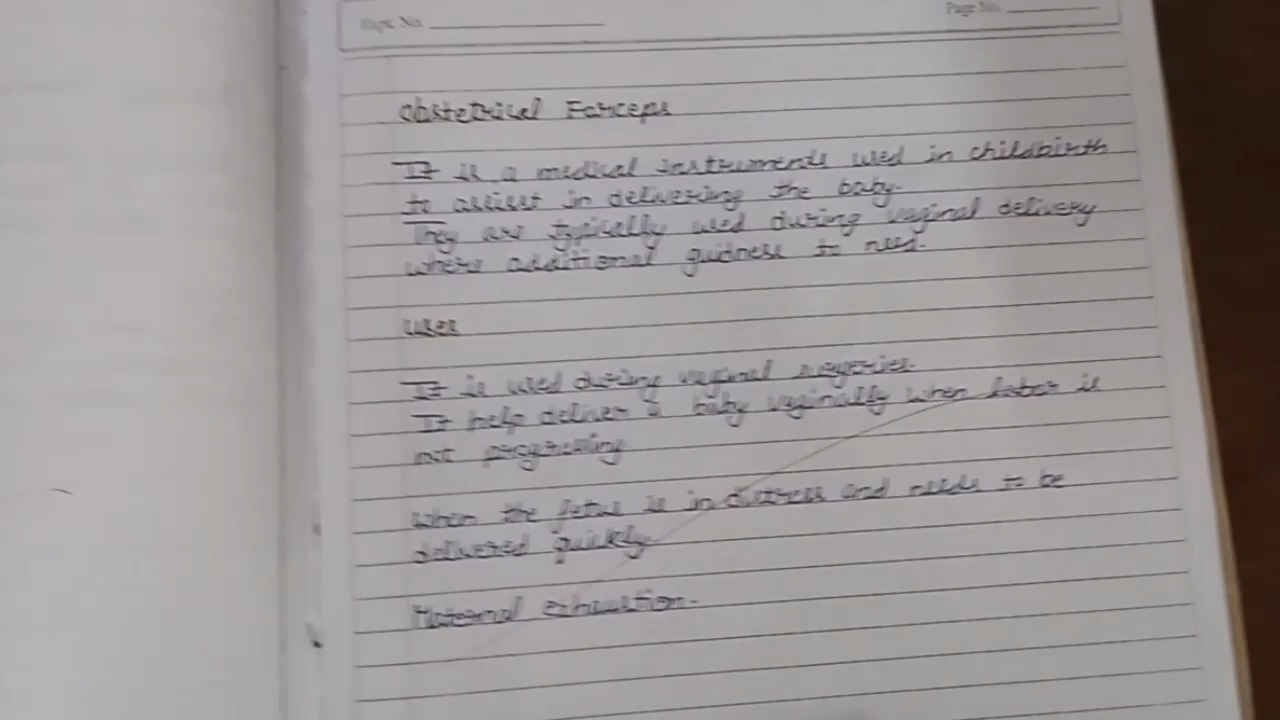 Expt. No.
Page No.
Obstetrical Forceps
It is a medical instruments used in childbirth
to assist in delivering the baby.
They are typically used during vaginal delivery
where additional guidness to need.
uses
It is used during vaginal surgeries.
It help deliver a baby vaginally when labor is
not progressing
when the fetus is in distress and needs to be
delivered quickly
Maternal exhaustion.